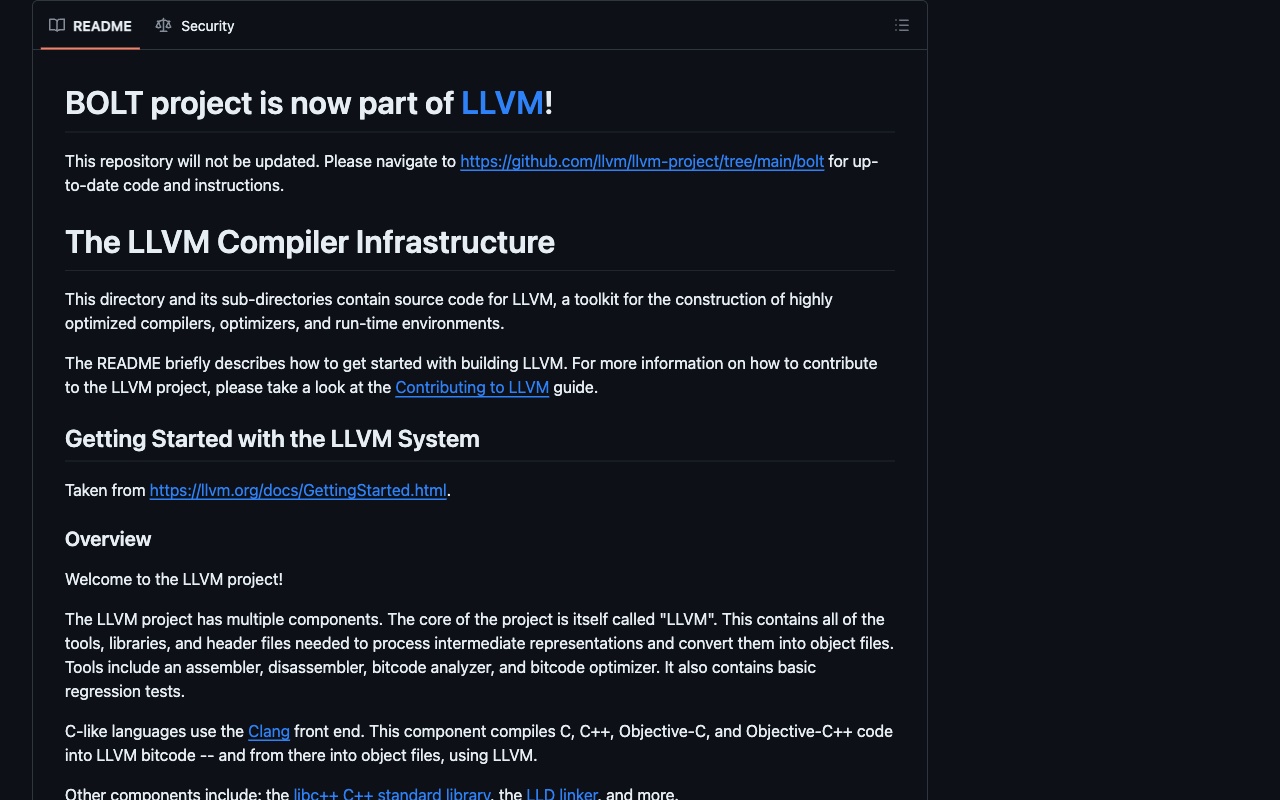 README
Security
BOLT project is now part of LLVM!
This repository will not be updated. Please navigate to https://github.com/llvm/llvm-project/tree/main/bolt for up-
to-date code and instructions.
The LLVM Compiler Infrastructure
This directory and its sub-directories contain source code for LLVM, a toolkit for the construction of highly
optimized compilers, optimizers, and run-time environments.
The README briefly describes how to get started with building LLVM. For more information on how to contribute
to the LLVM project, please take a look at the Contributing to LLVM guide.
Getting Started with the LLVM System
Taken from https://llvm.org/docs/GettingStarted.html.
Overview
Welcome to the LLVM project!
The LLVM project has multiple components. The core of the project is itself called "LLVM". This contains all of the
tools, libraries, and header files needed to process intermediate representations and convert them into object files.
Tools include an assembler, disassembler, bitcode analyzer, and bitcode optimizer. It also contains basic
regression tests.
C-like languages use the Clang front end. This component compiles C, C++, Objective-C, and Objective-C++ code
into LLVM bitcode -- and from there into object files, using LLVM.
Other components include: the libc++ C++ standard library, the LLD linker, and more.